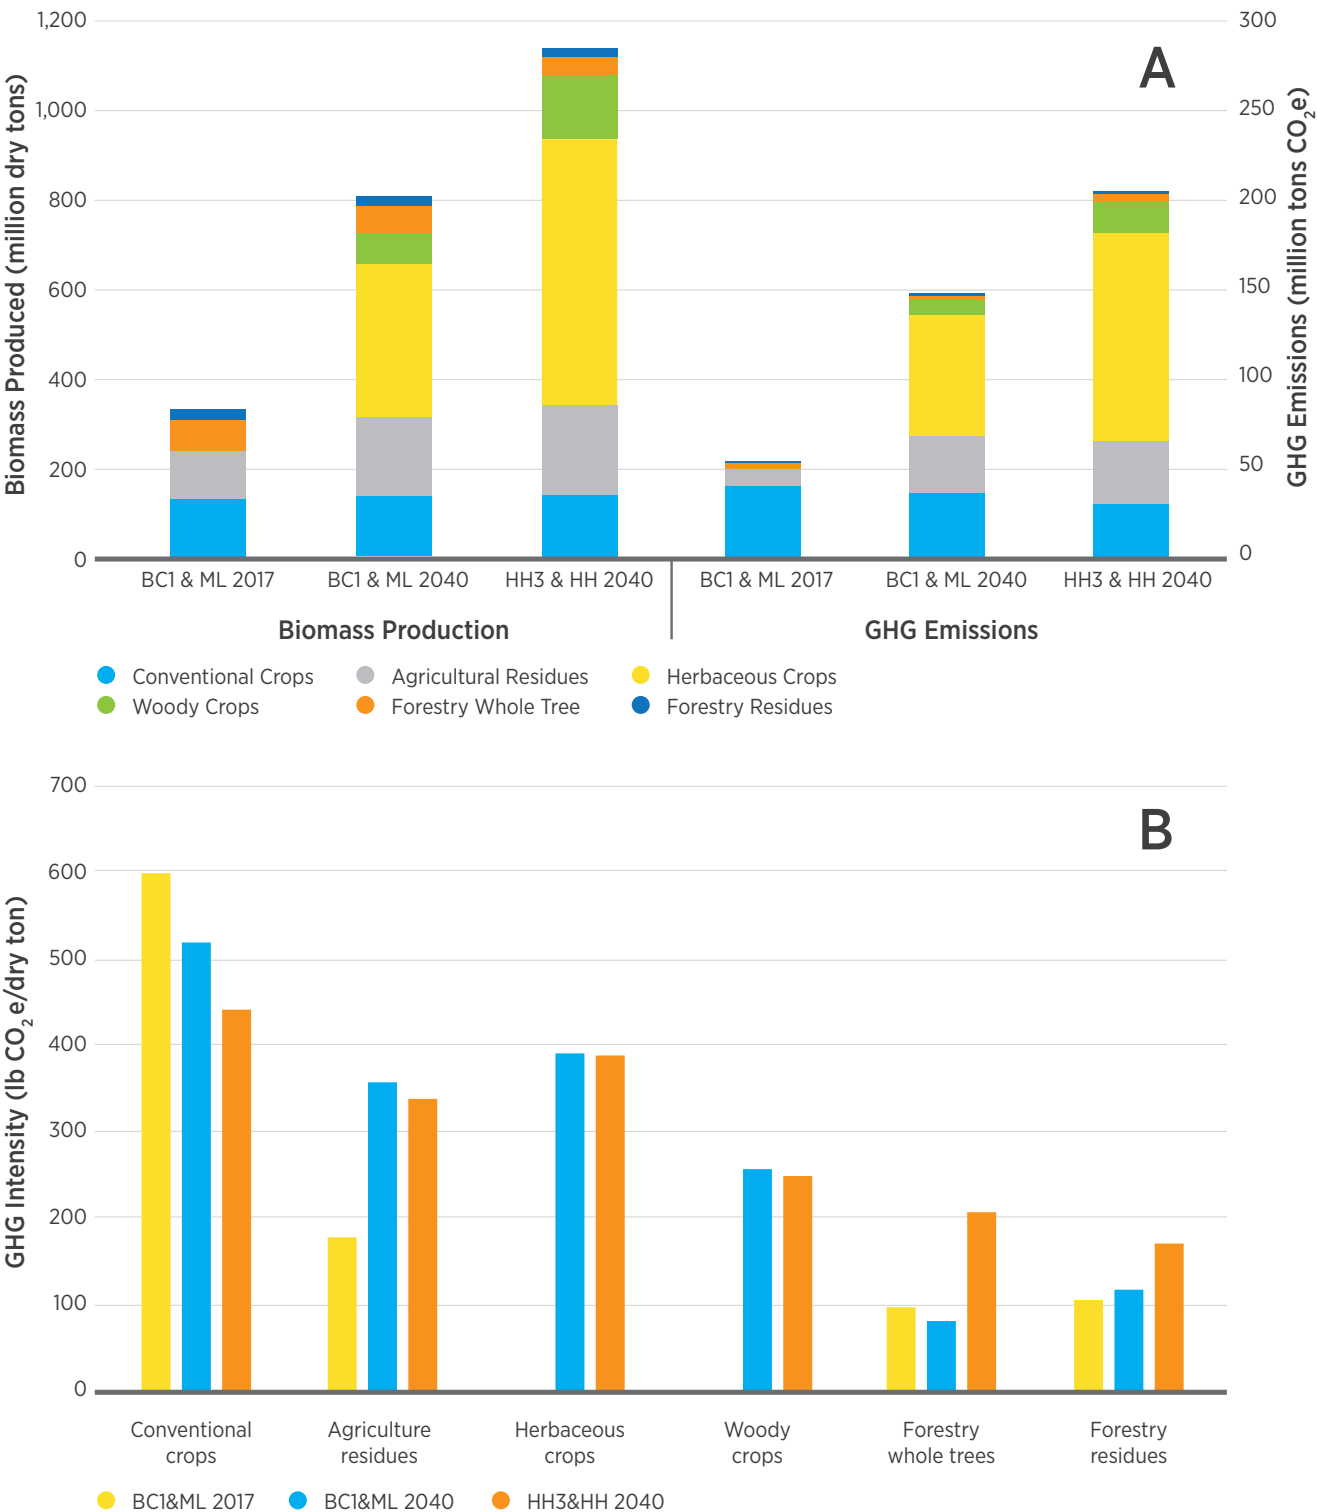 A
Biomass Produced (million dry tons)
1,200
1,000
800
600
400
200
0
GHG Emissions (million tons CO₂e)
300
250
200
150
100
50
0
BC1 & ML 2017
BC1 & ML 2040
HH3 & HH 2040
BC1 & ML 2017
BC1 & ML 2040
HH3 & HH 2040
Biomass Production
GHG Emissions
Conventional Crops
Agricultural Residues
Herbaceous Crops
Woody Crops
Forestry Whole Tree
Forestry Residues
B
GHG Intensity (lb CO₂e/dry ton)
700
600
500
400
300
200
100
0
Conventional
crops
Agriculture
residues
Herbaceous
crops
Woody
crops
Forestry
whole trees
Forestry
residues
BC1&ML 2017
BC1&ML 2040
HH3&HH 2040